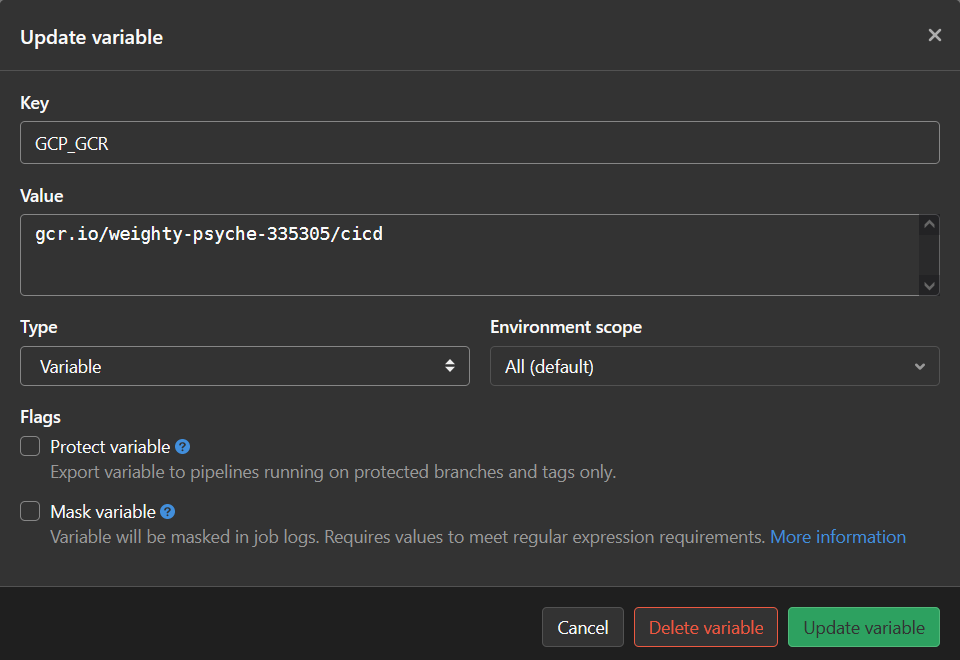 Update variable
Key
GCP_GCR
Value
gcr.io/weighty-psyche-335305/cicd
Type
Environment scope
Variable
All (default)
Flags
Protect variable ?
Export variable to pipelines running on protected branches and tags only.
Mask variable ?
Variable will be masked in job logs. Requires values to meet regular expression requirements. More information
Cancel
Delete variable
Update variable